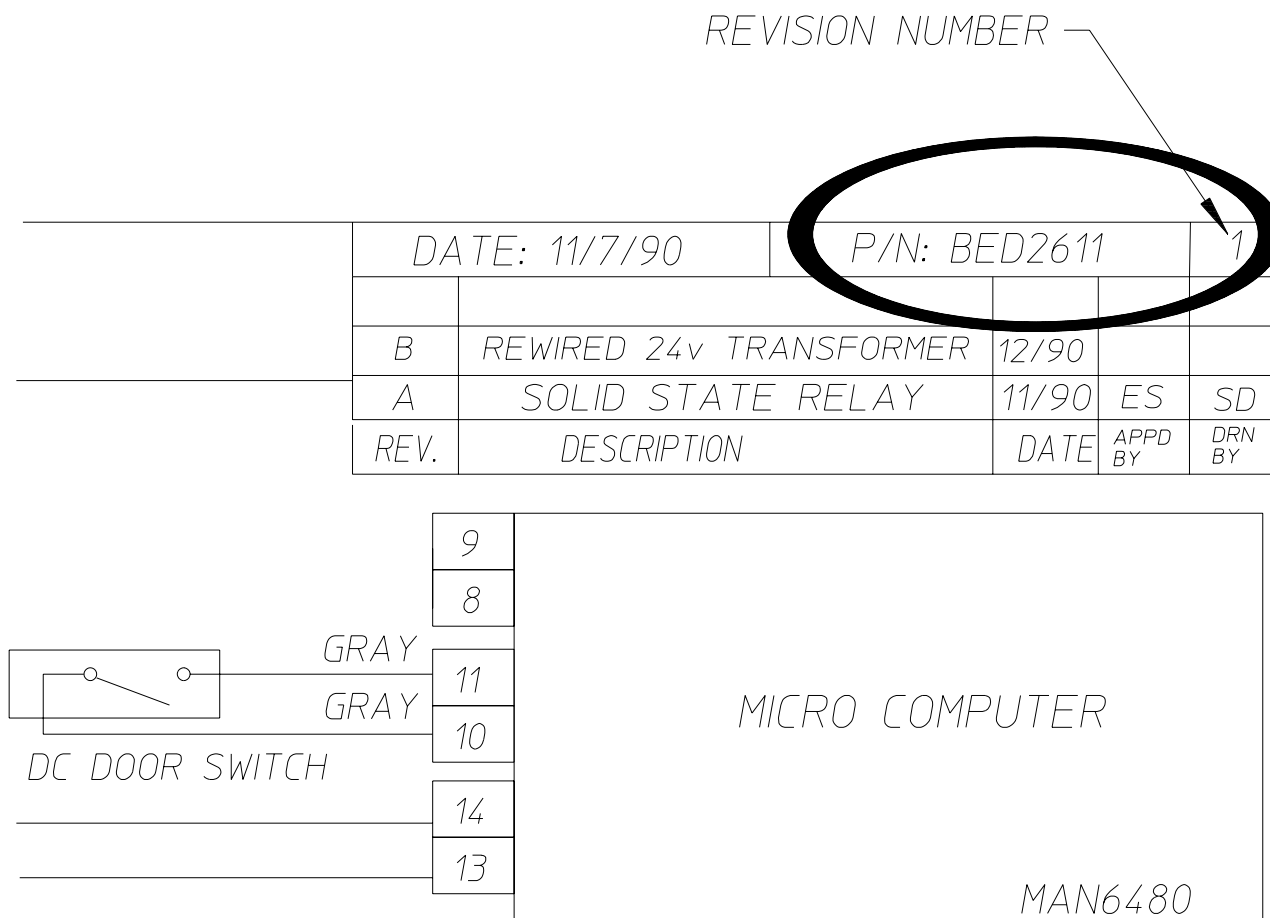 REVISION NUMBER
DATE: 11/7/90 P/N: BED2611 1
B REWIRED 24v TRANSFORMER 12/90
A SOLID STATE RELAY 11/90 ES SD
REV. DESCRIPTION DATE APPD BY DRN BY
9
8
GRAY
11
GRAY
10
MICRO COMPUTER
DC DOOR SWITCH
14
13
MAN6480